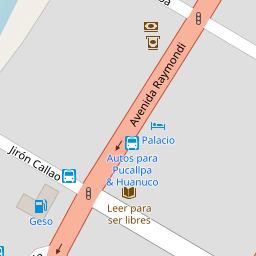 Avenida Raymondi
Palacio
Autos para
Pucallpa
& Huanuco
Jirón Callao
Leer para
ser libres
Geso